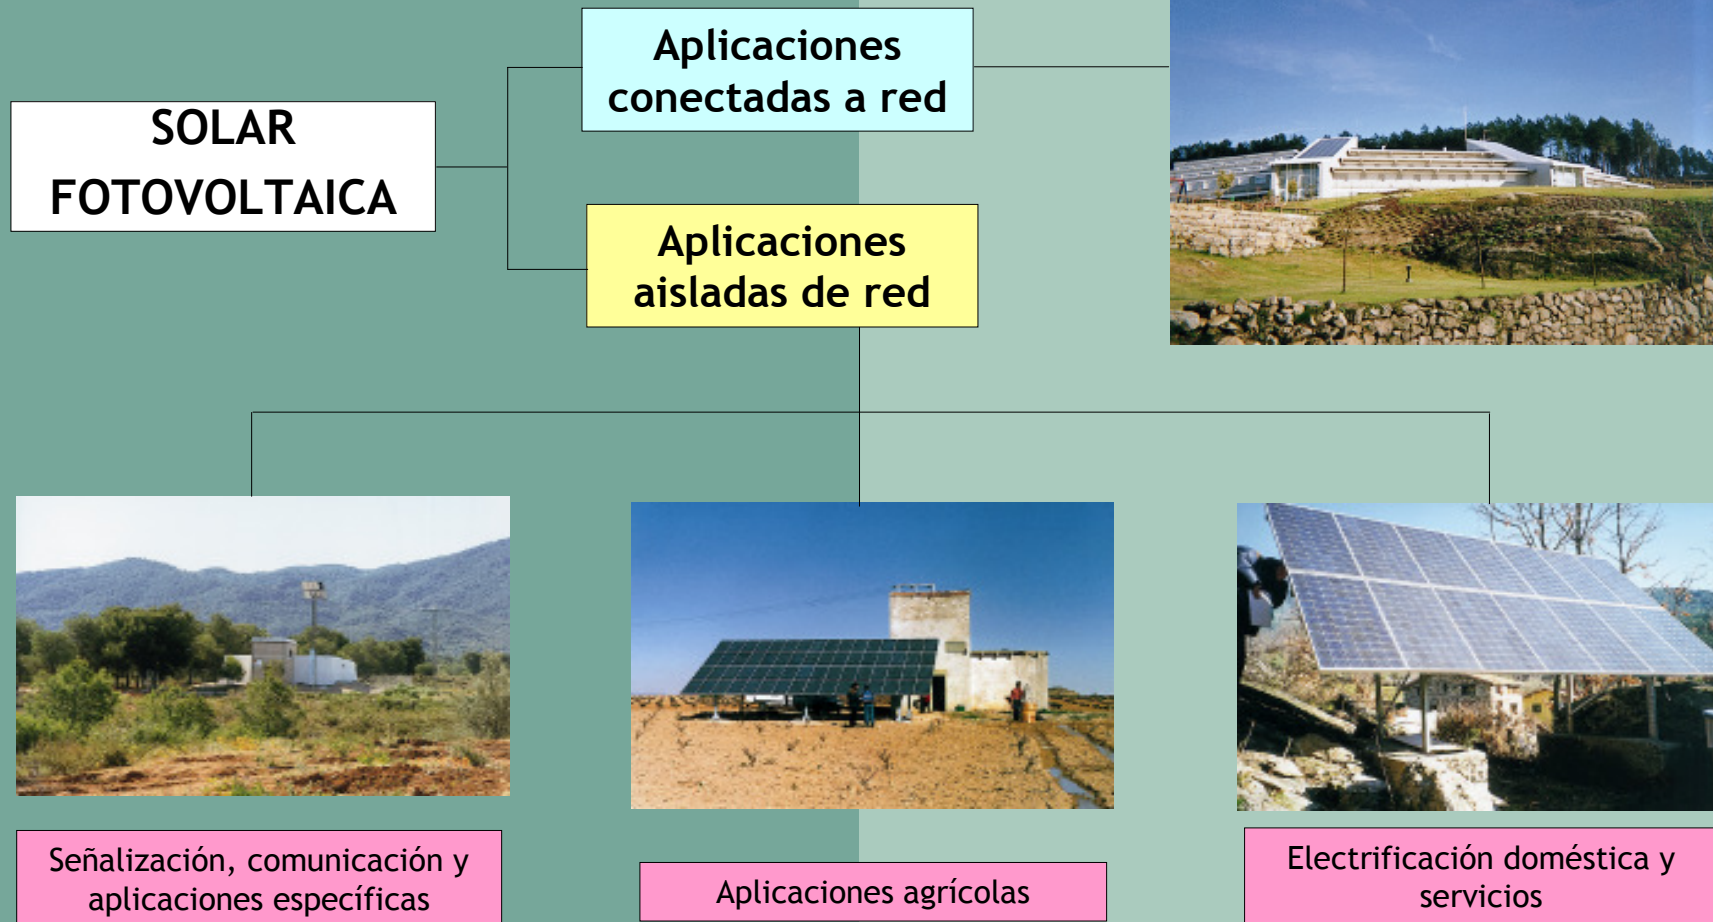 Aplicaciones
conectadas a red
SOLAR
FOTOVOLTAICA
Aplicaciones
aisladas de red
Señalización, comunicación y
aplicaciones específicas
Aplicaciones agrícolas
Electrificación doméstica y
servicios